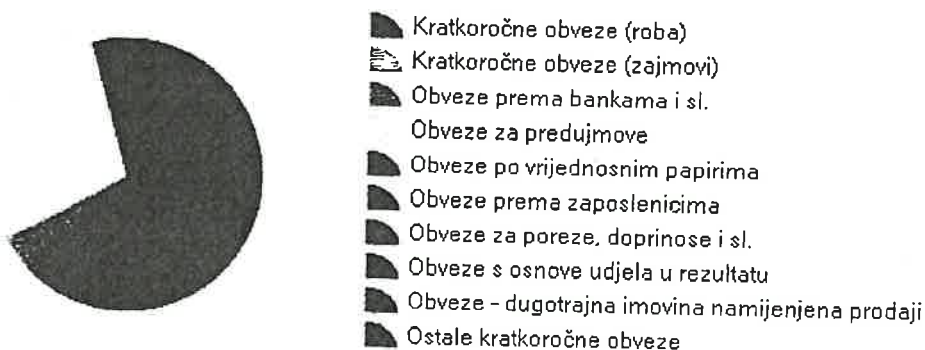 Kratkoročne obveze (roba)
Kratkoročne obveze (zajmovi)
Obveze prema bankama i sl.
Obveze za predujmove
Obveze po vrijednosnim papirima
Obveze prema zaposlenicima
Obveze za poreze, doprinose i sl.
Obveze s osnove udjela u rezultatu
Obveze - dugotrajna imovina namijenjena prodaji
Ostale kratkoročne obveze